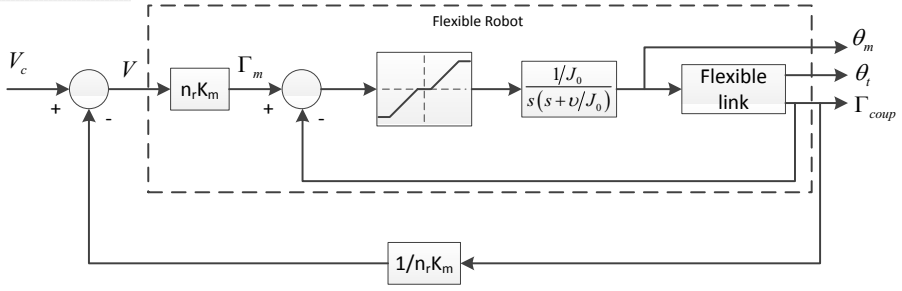 Flexible Robot
V_c
V
n_rK_m
Γ_m
θ_m
θ_t
Γ_coup
+
-
+
-
1/J_0
s(s+υ/J_0)
Flexible
link
1/n_rK_m